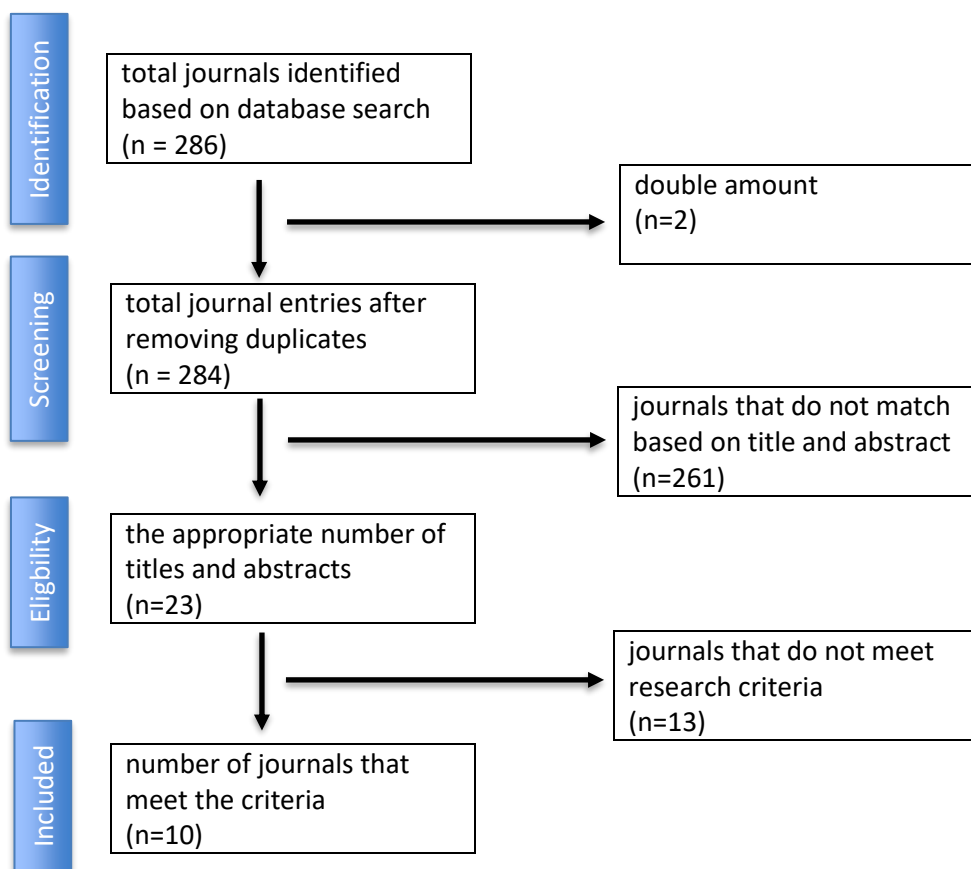 Identification
total journals identified
based on database search
(n = 286)
double amount
(n=2)
Screening
total journal entries after
removing duplicates
(n = 284)
journals that do not match
based on title and abstract
(n=261)
Eligbility
the appropriate number of
titles and abstracts
(n=23)
journals that do not meet
research criteria
(n=13)
Included
number of journals that
meet the criteria
(n=10)